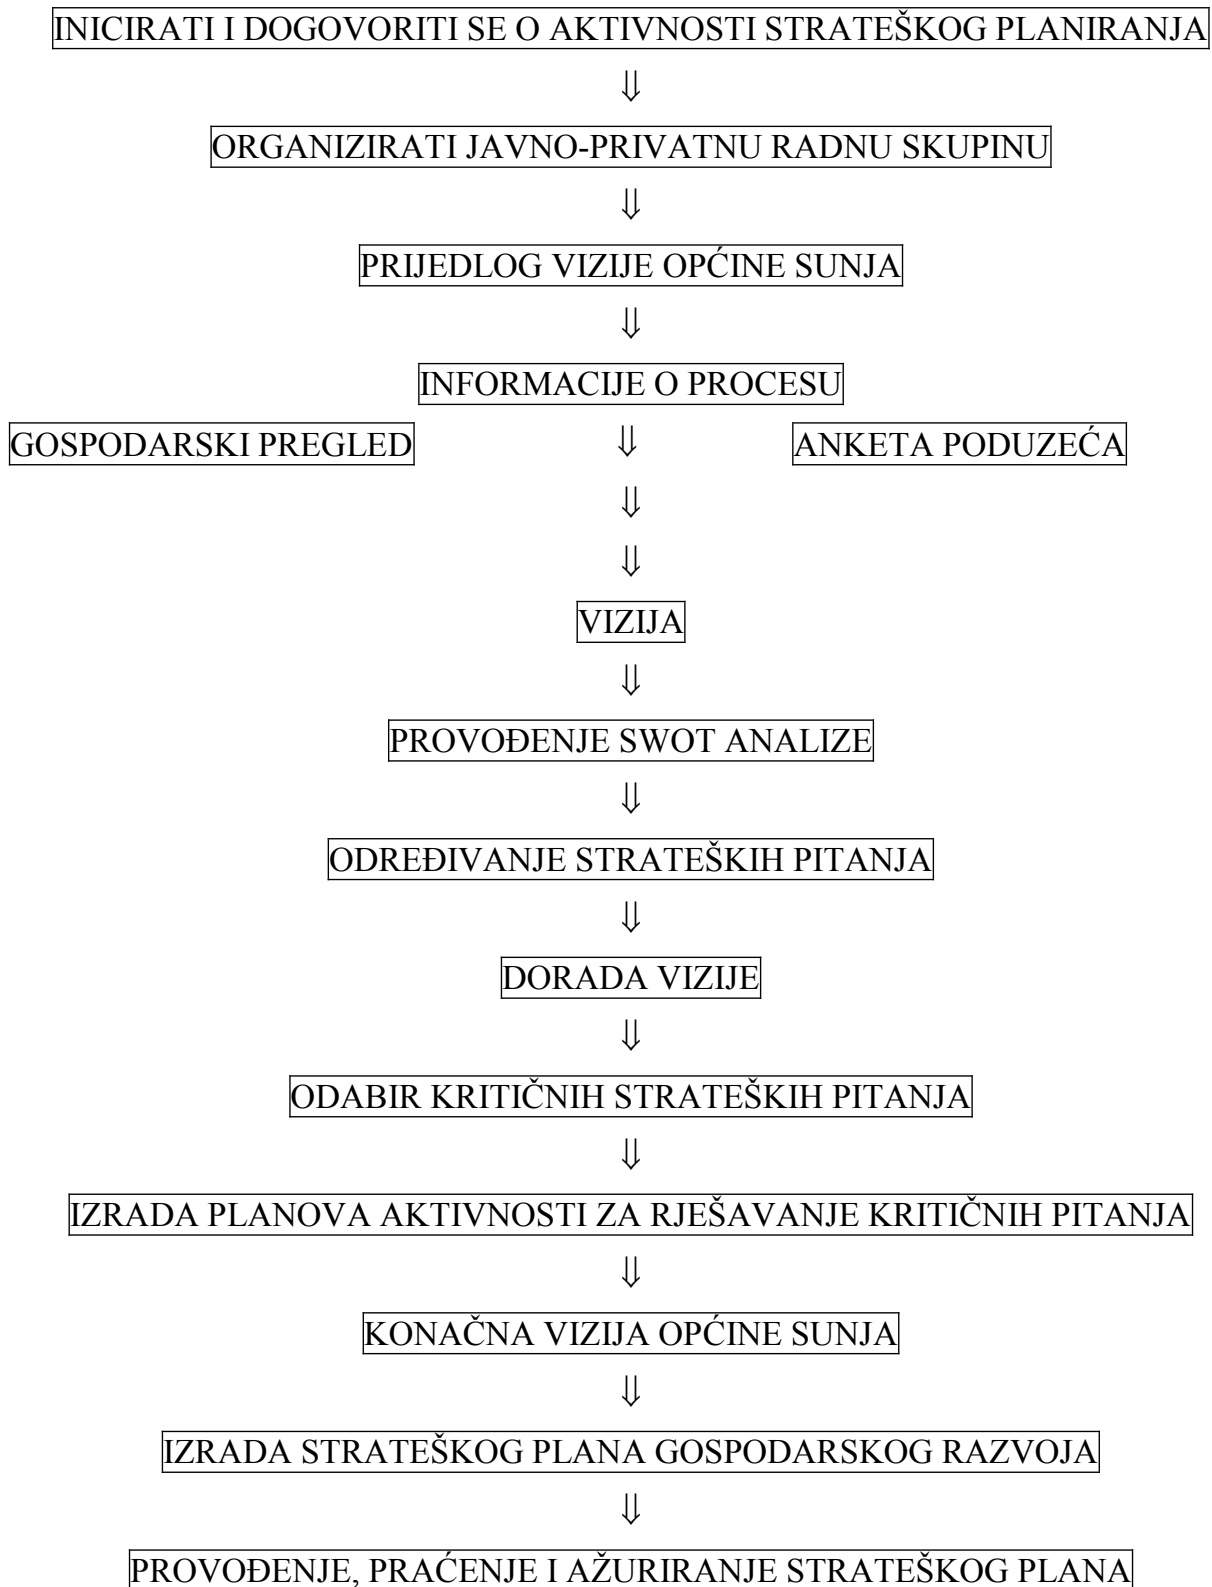 INICIRATI I DOGOVORITI SE O AKTIVNOSTI STRATEŠKOG PLANIRANJA
⇓
ORGANIZIRATI JAVNO-PRIVATNU RADNU SKUPINU
⇓
PRIJEDLOG VIZIJE OPĆINE SUNJA
⇓
INFORMACIJE O PROCESU
GOSPODARSKI PREGLED ⇓ ANKETA PODUZEĆA
⇓
⇓
VIZIJA
⇓
PROVOĐENJE SWOT ANALIZE
⇓
ODREĐIVANJE STRATEŠKIH PITANJA
⇓
DORADA VIZIJE
⇓
ODABIR KRITIČNIH STRATEŠKIH PITANJA
⇓
IZRADA PLANOVA AKTIVNOSTI ZA RJEŠAVANJE KRITIČNIH PITANJA
⇓
KONAČNA VIZIJA OPĆINE SUNJA
⇓
IZRADA STRATEŠKOG PLANA GOSPODARSKOG RAZVOJA
⇓
PROVOĐENJE, PRAĆENJE I AŽURIRANJE STRATEŠKOG PLANA